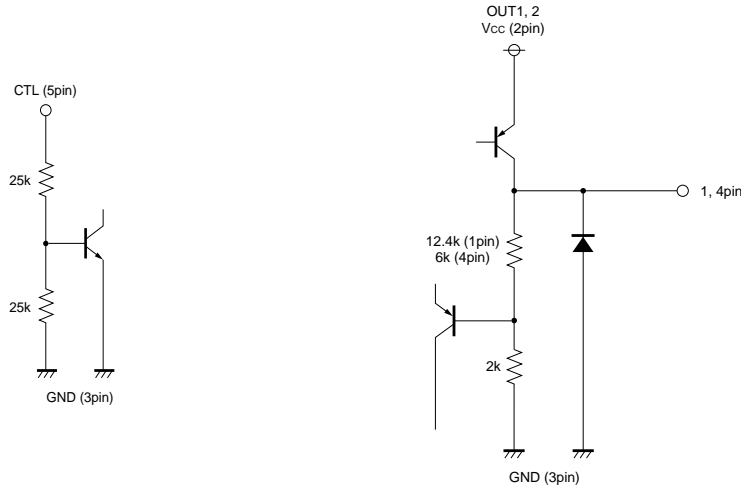 CTL (5pin)
25k
25k
GND (3pin)
OUT1, 2
Vcc (2pin)
1, 4pin
12.4k (1pin)
6k (4pin)
2k
GND (3pin)